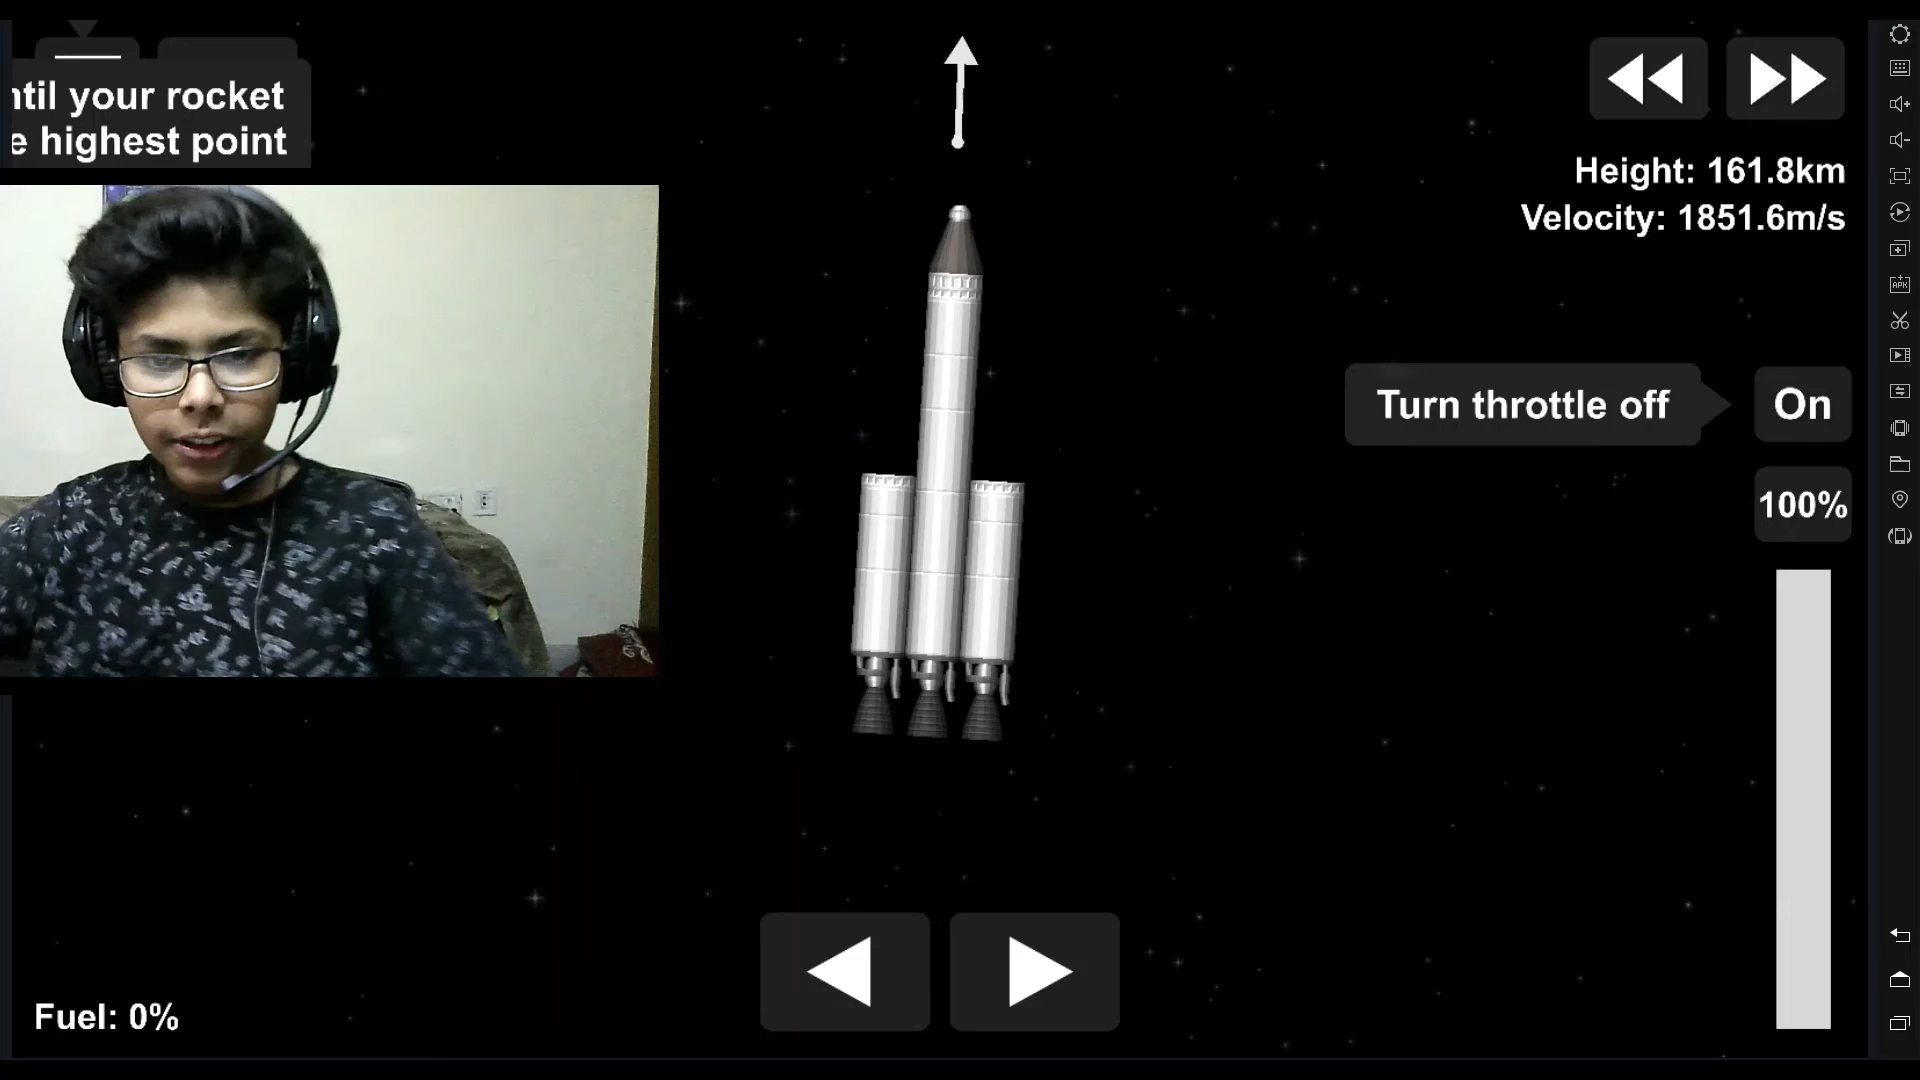 ntil your rocket
e highest point
Height: 161.8km
Velocity: 1851.6m/s
Turn throttle off
On
100%
Fuel: 0%